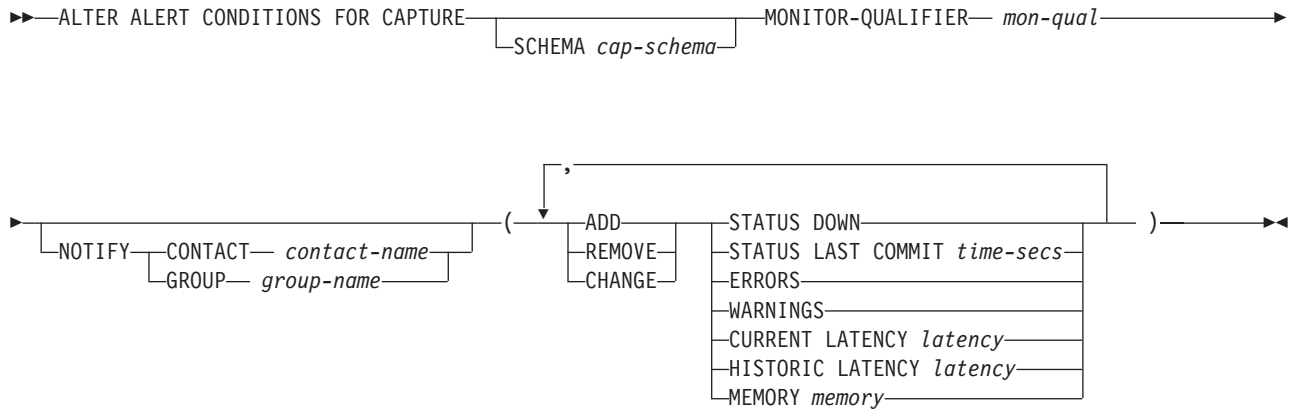 ALTER ALERT CONDITIONS FOR CAPTURE MONITOR-QUALIFIER mon-qual
SCHEMA cap-schema
,
( ADD STATUS DOWN )
NOTIFY CONTACT contact-name REMOVE STATUS LAST COMMIT time-secs
GROUP group-name CHANGE ERRORS
WARNINGS
CURRENT LATENCY latency
HISTORIC LATENCY latency
MEMORY memory